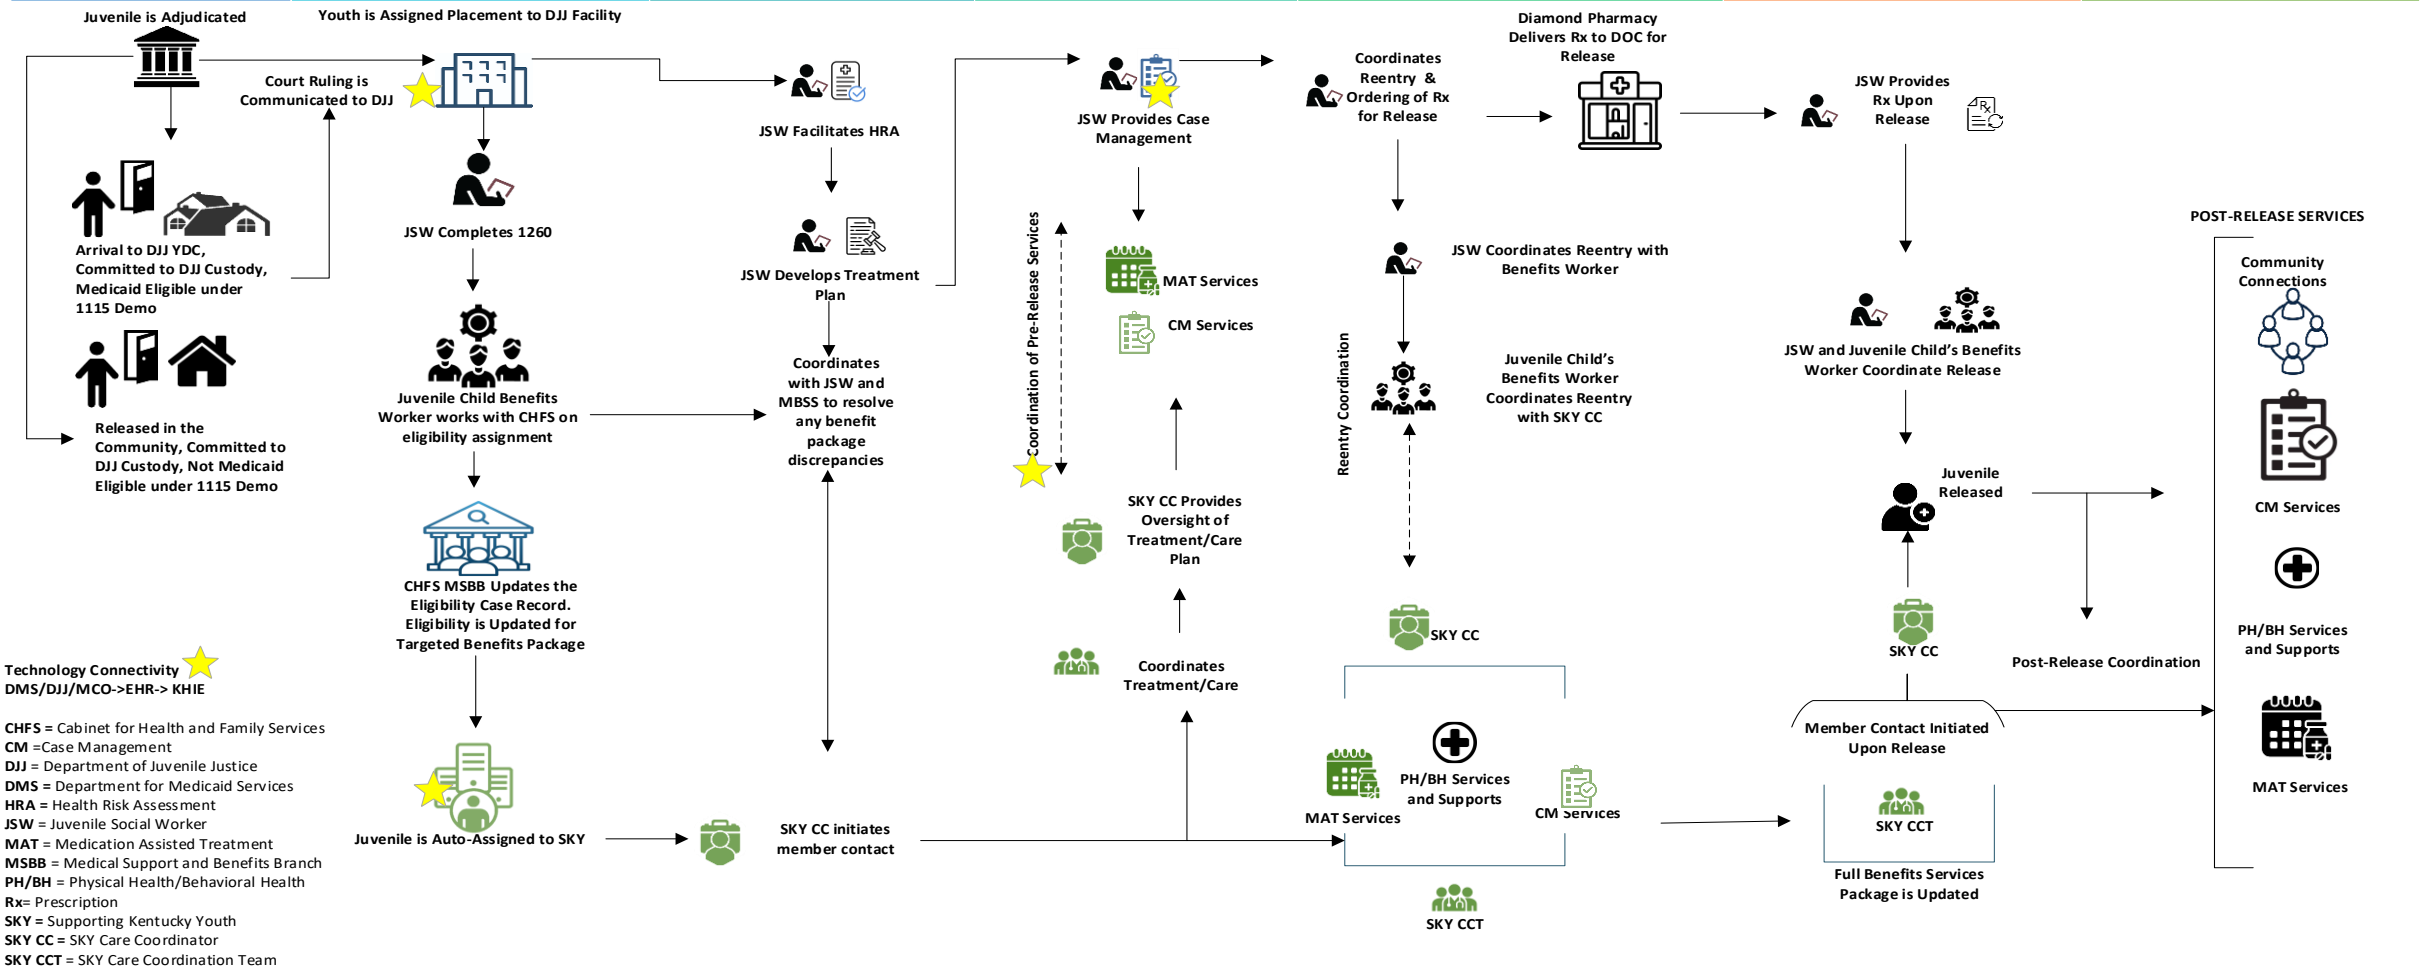 Juvenile is Adjudicated
Youth is Assigned Placement to DJJ Facility
Court Ruling is
Communicated to DJJ
Arrival to DJJ YDC,
Committed to DJJ Custody,
Medicaid Eligible under
1115 Demo
Released in the
Community, Committed to
DJJ Custody, Not Medicaid
Eligible under 1115 Demo
JSW Completes 1260
Juvenile Child Benefits
Worker works with CHFS on
eligibility assignment
CHFS MSBB Updates the
Eligibility Case Record.
Eligibility is Updated for
Targeted Benefits Package
Juvenile is Auto-Assigned to SKY
JSW Facilitates HRA
JSW Develops Treatment
Plan
Coordinates
with JSW and
MBSS to resolve
any benefit
package
discrepancies
SKY CC initiates
member contact
JSW Provides Case
Management
MAT Services
CM Services
Coordination of Pre-Release Services
SKY CC Provides
Oversight of
Treatment/Care
Plan
Coordinates
Treatment/Care
Coordinates
Reentry &
Ordering of Rx
for Release
JSW Coordinates Reentry with
Benefits Worker
Reentry Coordination
Juvenile Child's
Benefits Worker
Coordinates Reentry
with SKY CC
SKY CC
MAT Services
PH/BH Services
and Supports
CM Services
SKY CCT
Diamond Pharmacy
Delivers Rx to DOC for
Release
JSW Provides
Rx Upon
Release
Rx
JSW and Juvenile Child's Benefits
Worker Coordinate Release
Juvenile
Released
SKY CC
Post-Release Coordination
Member Contact Initiated
Upon Release
SKY CCT
Full Benefits Services
Package is Updated
POST-RELEASE SERVICES
Community
Connections
CM Services
PH/BH Services
and Supports
MAT Services
Technology Connectivity
DMS/DJJ/MCO->EHR-> KHIE
CHFS = Cabinet for Health and Family Services
CM =Case Management
DJJ = Department of Juvenile Justice
DMS = Department for Medicaid Services
HRA = Health Risk Assessment
JSW = Juvenile Social Worker
MAT = Medication Assisted Treatment
MSBB = Medical Support and Benefits Branch
PH/BH = Physical Health/Behavioral Health
Rx= Prescription
SKY = Supporting Kentucky Youth
SKY CC = SKY Care Coordinator
SKY CCT = SKY Care Coordination Team